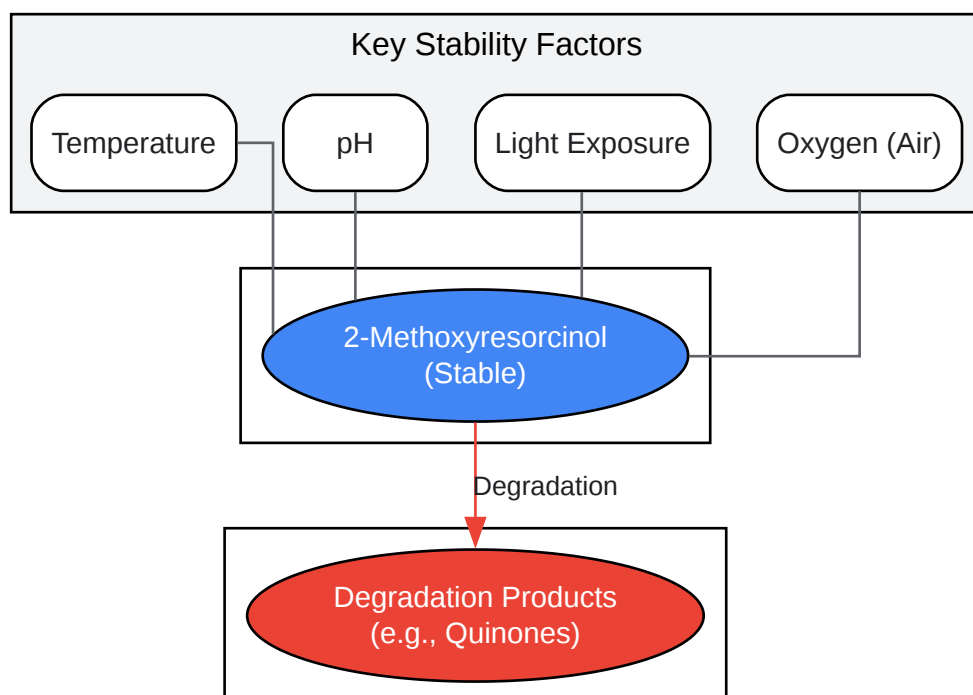 Key Stability Factors
Temperature
pH
Light Exposure
Oxygen (Air)
2-Methoxyresorcinol
(Stable)
Degradation
Degradation Products
(e.g., Quinones)